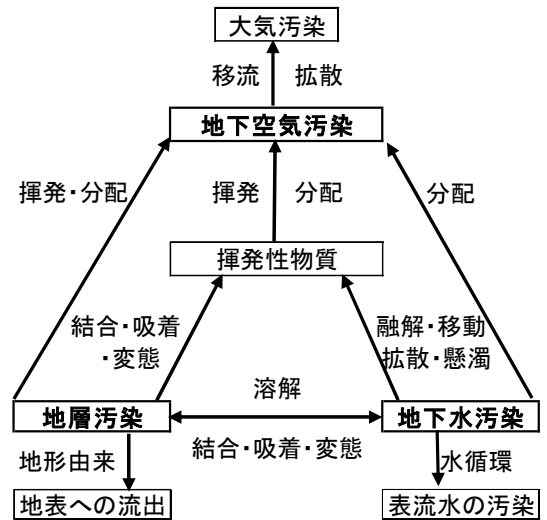 大気汚染
移流 拡散
地下空気汚染
揮発・分配
揮発 分配
分配
揮発性物質
結合・吸着
・変態
融解・移動
拡散・懸濁
溶解
地層汚染
地下水汚染
結合・吸着・変態
地形由来
水循環
地表への流出
表流水の汚染